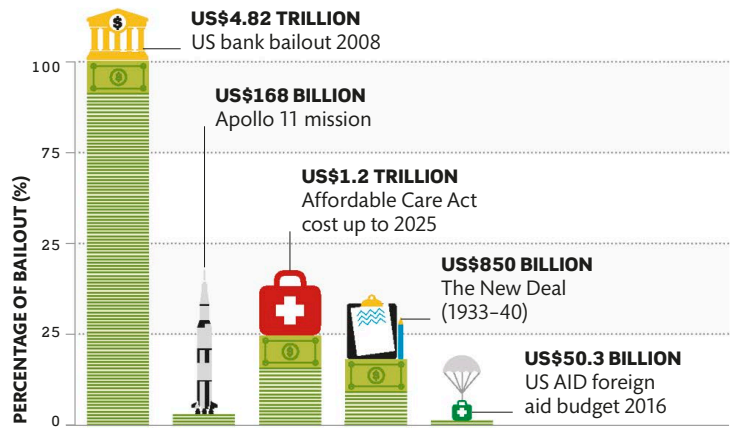 US$4.82 TRILLION
US bank bailout 2008
US$168 BILLION
Apollo 11 mission
US$1.2 TRILLION
Affordable Care Act
cost up to 2025
US$850 BILLION
The New Deal
(1933–40)
US$50.3 BILLION
US AID foreign
aid budget 2016
PERCENTAGE OF BAILOUT (%)
100
75
25
25
0
$
$
$
$